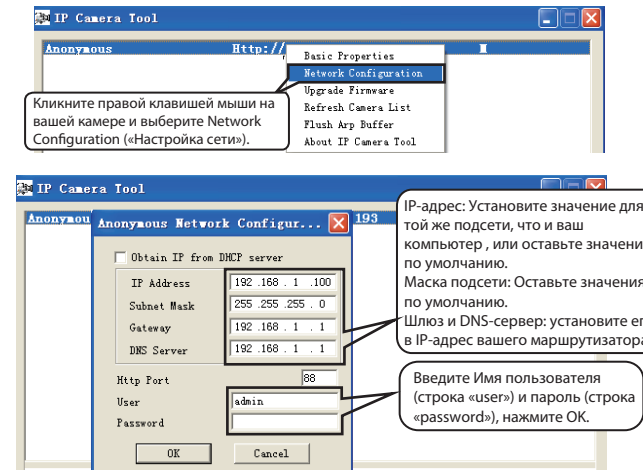 IP Camera Tool
Anonymous Http://
Basic Properties
Network Configuration
Upgrade Firmware
Refresh Camera List
Flush Arp Buffer
About IP Camera Tool
Кликните правой клавишей мыши на
вашей камере и выберите Network
Configuration («Настройка сети»).
IP Camera Tool
Anonymou
193
Anonymous Network Configur...
Obtain IP from DHCP server
IP Address 192 .168 . 1 .100
Subnet Mask 255 .255 .255 . 0
Gateway 192 .168 . 1 . 1
DNS Server 192 .168 . 1 . 1
Http Port 88
User admin
Password
OK Cancel
IP-адрес: Установите значение для
той же подсети, что и ваш
компьютер , или оставьте значени
по умолчанию.
Маска подсети: Оставьте значения
по умолчанию.
Шлюз и DNS-сервер: установите ег
в IP-адрес вашего маршрутизатора
Введите Имя пользователя
(строка «user») и пароль (строка
«password»), нажмите OK.